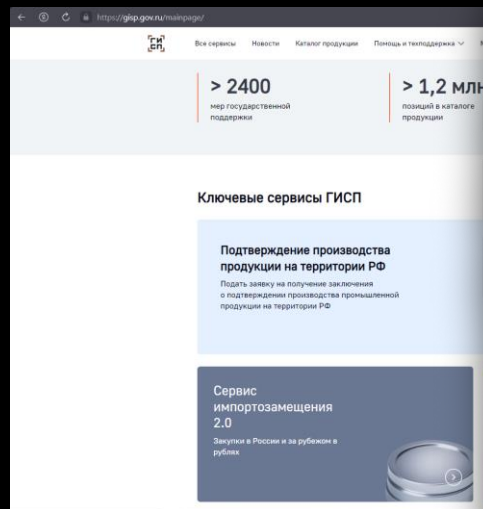 https://gisp.gov.ru/mainpage/
ГИСП
Все сервисы Новости Каталог продукции Помощь и техподдержка
> 2400
мер государственной
поддержки
> 1,2 млн
позиций в каталоге
продукции
Ключевые сервисы ГИСП
Подтверждение производства
продукции на территории РФ
Подать заявку на получение заключения
о подтверждении производства промышленной
продукции на территории РФ
Сервис
импортозамещения
2.0
Закупки в России и за рубежом в
рублях